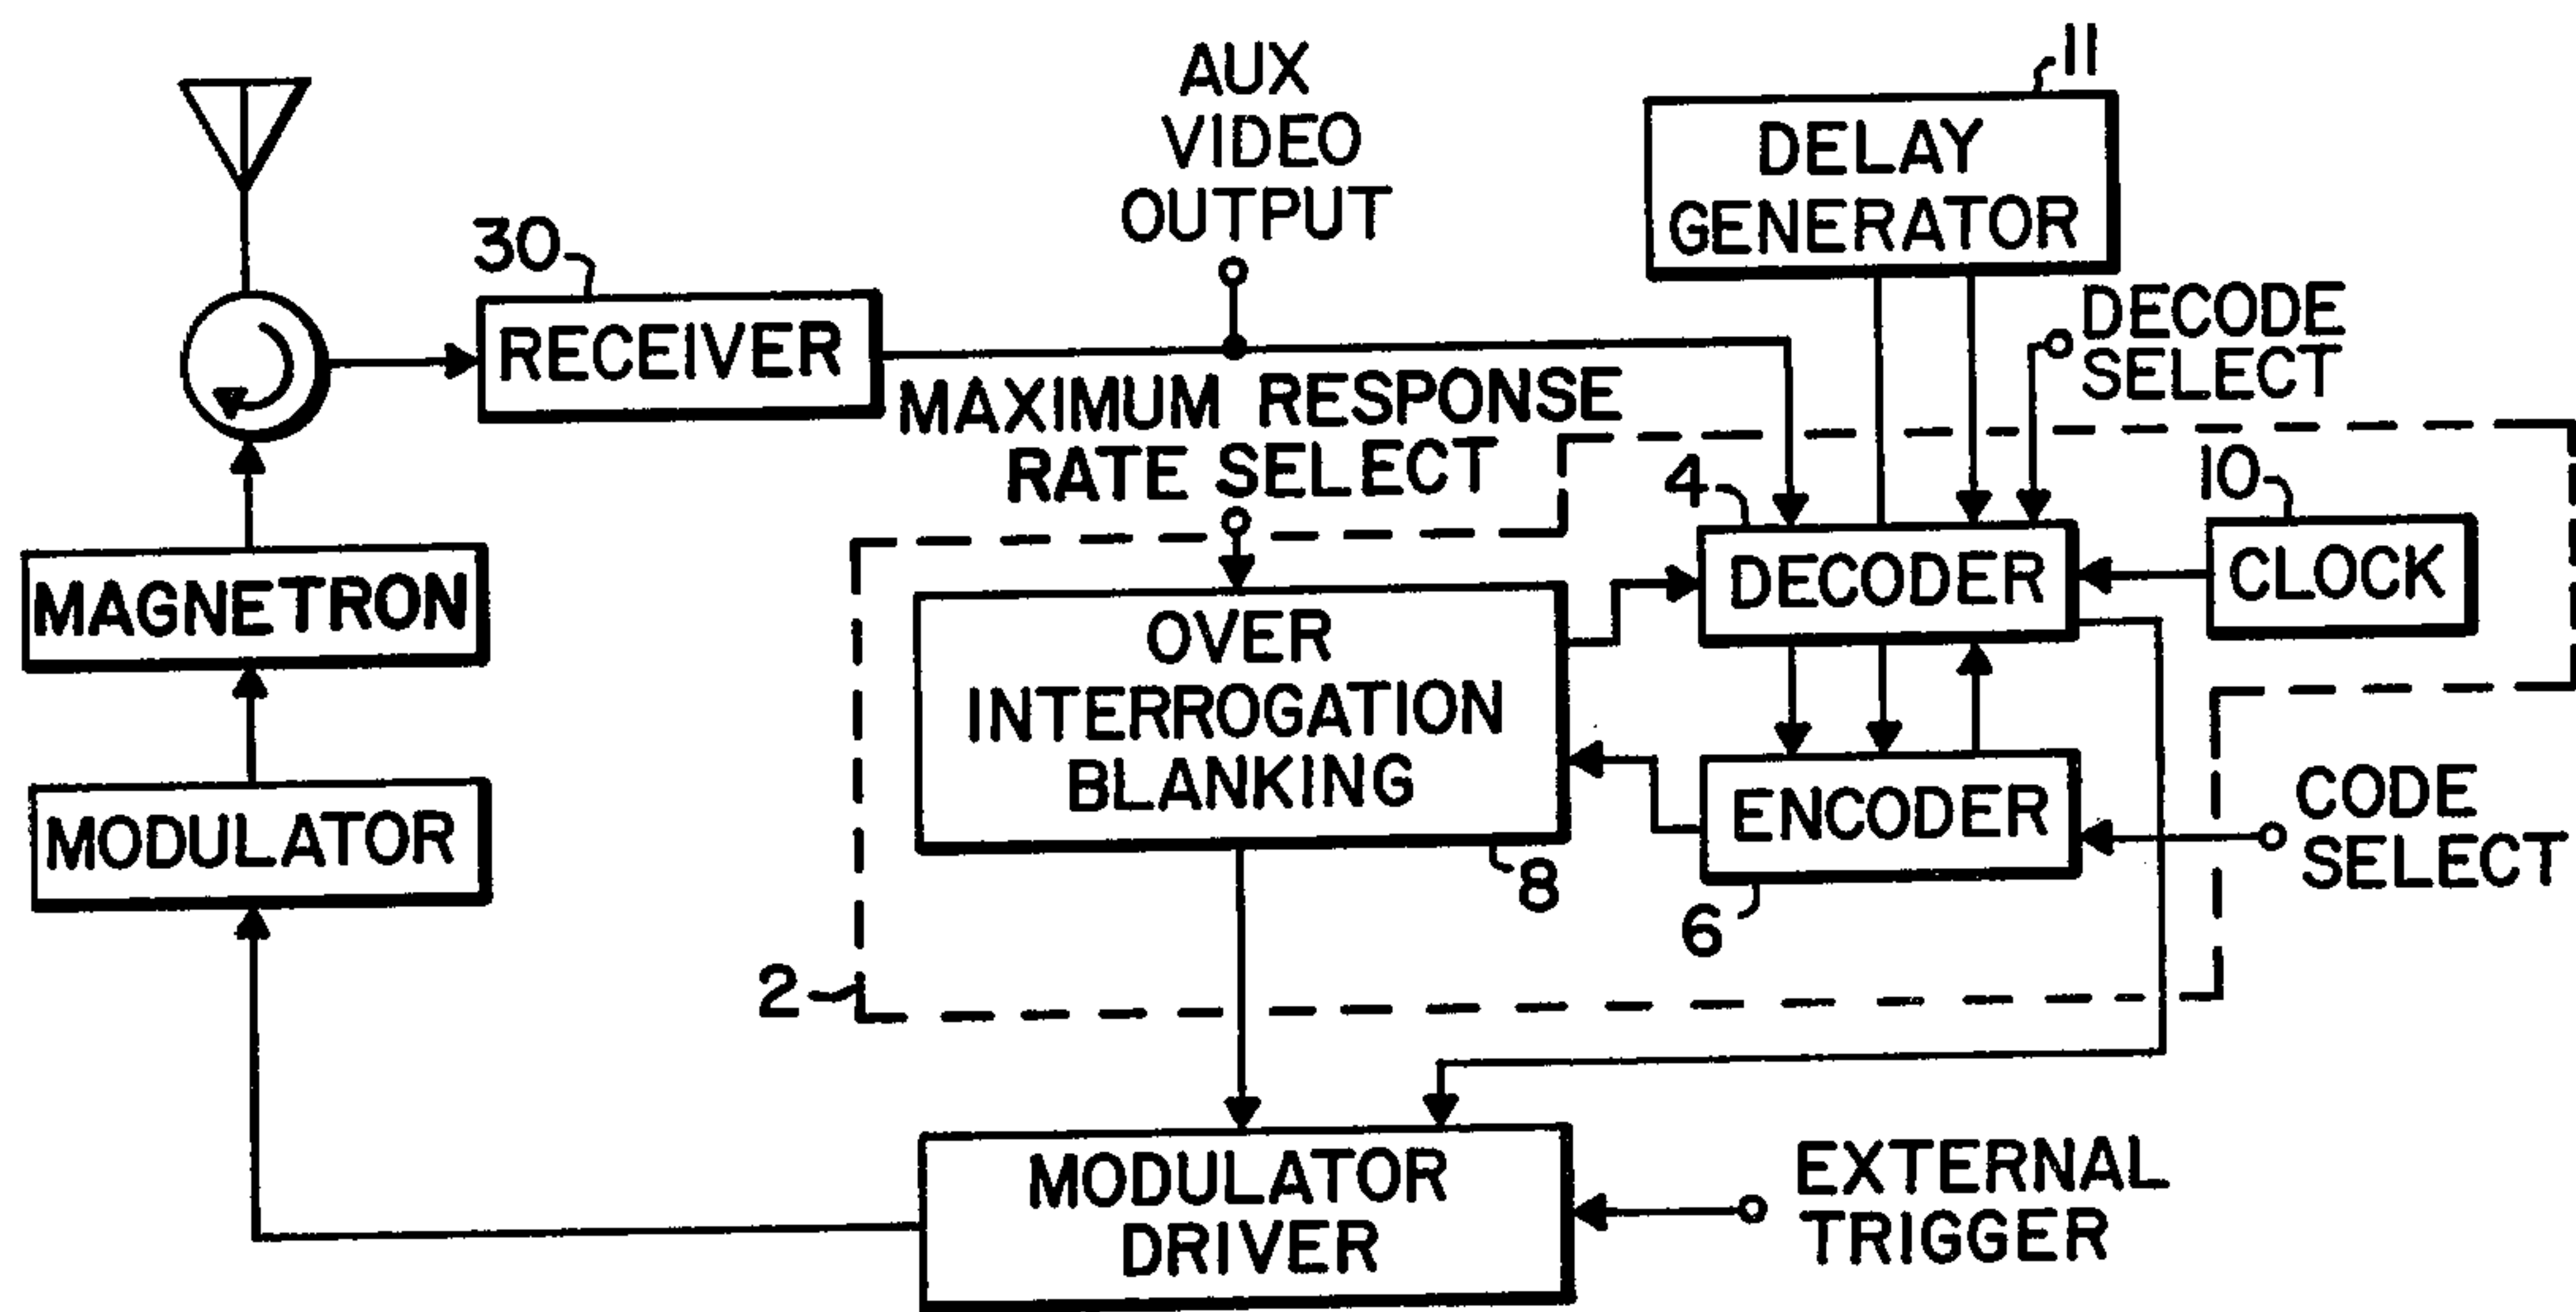 AUX
VIDEO
OUTPUT
11
DELAY
GENERATOR
30
RECEIVER
DECODE
SELECT
MAXIMUM RESPONSE
RATE SELECT
4
10
DECODER
CLOCK
MAGNETRON
OVER
INTERROGATION
BLANKING
8
ENCODER
6
CODE
SELECT
MODULATOR
2
MODULATOR
DRIVER
EXTERNAL
TRIGGER